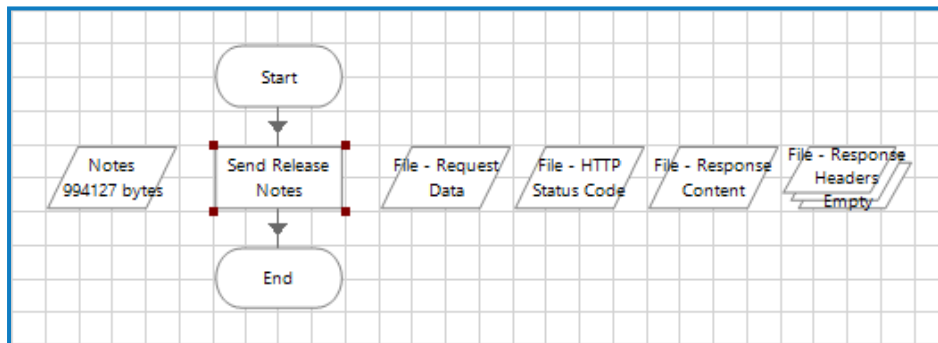 Start
Notes
994127 bytes
Send Release
Notes
File - Request
Data
File - HTTP
Status Code
File - Response
Content
File - Response
Headers
Empty
End